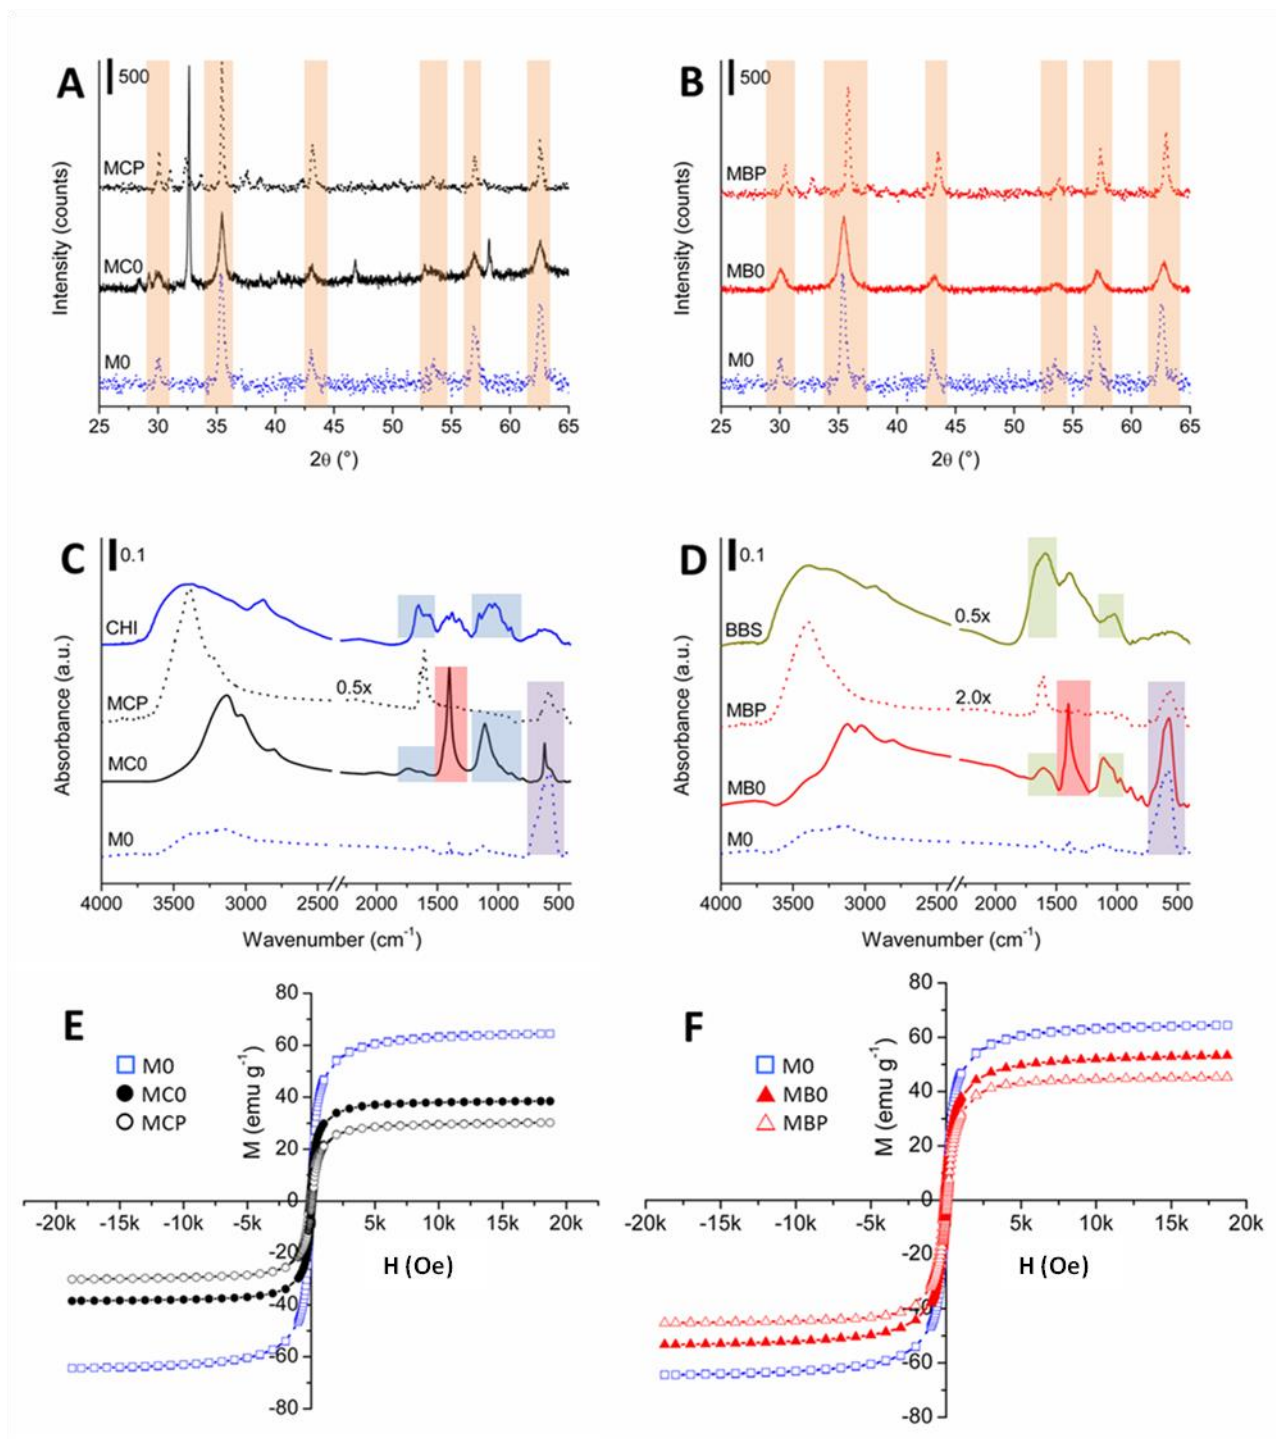 A
500
MCP
MC0
M0
Intensity (counts)
25 30 35 40 45 50 55 60 65
2θ (°)
B
500
MBP
MB0
M0
Intensity (counts)
25 30 35 40 45 50 55 60 65
2θ (°)
C
0.1
CHI
MCP
0.5x
MC0
M0
Absorbance (a.u.)
4000 3500 3000 2500 2000 1500 1000 500
Wavenumber (cm⁻¹)
D
0.1
BBS
0.5x
MBP
2.0x
MB0
M0
Absorbance (a.u.)
4000 3500 3000 2500 2000 1500 1000 500
Wavenumber (cm⁻¹)
E
M0
MC0
MCP
M (emu g⁻¹)
80
60
40
20
0
-20k -15k -10k -5k 5k 10k 15k 20k
-20
-40
-60
-80
H (Oe)
F
M0
MB0
MBP
M (emu g⁻¹)
80
60
40
20
0
-20k -15k -10k -5k 5k 10k 15k 20k
-20
-40
-60
-80
H (Oe)